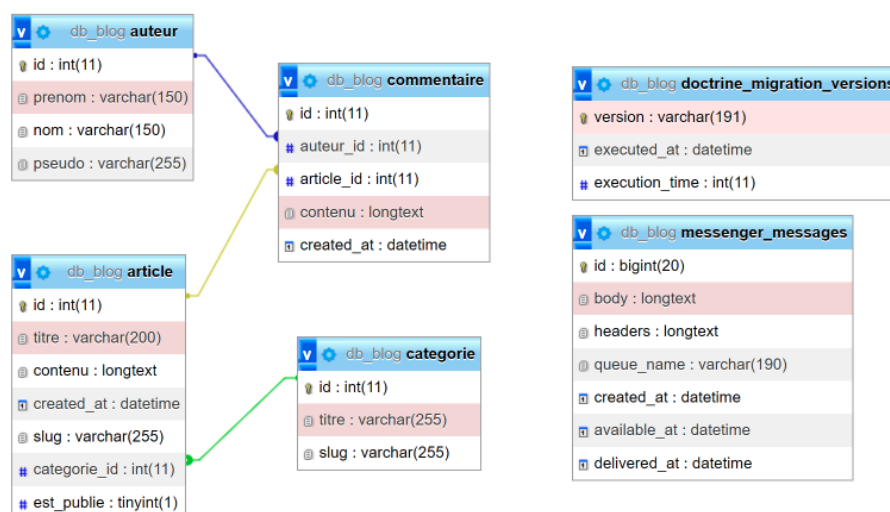 db_blog auteur
id : int(11)
prenom : varchar(150)
nom : varchar(150)
pseudo : varchar(255)
db_blog commentaire
id : int(11)
auteur_id : int(11)
article_id : int(11)
contenu : longtext
created_at : datetime
db_blog doctrine_migration_versions
version : varchar(191)
executed_at : datetime
execution_time : int(11)
db_blog messenger_messages
id : bigint(20)
body : longtext
headers : longtext
queue_name : varchar(190)
created_at : datetime
available_at : datetime
delivered_at : datetime
db_blog article
id : int(11)
titre : varchar(200)
contenu : longtext
created_at : datetime
slug : varchar(255)
categorie_id : int(11)
est_publie : tinyint(1)
db_blog categorie
id : int(11)
titre : varchar(255)
slug : varchar(255)